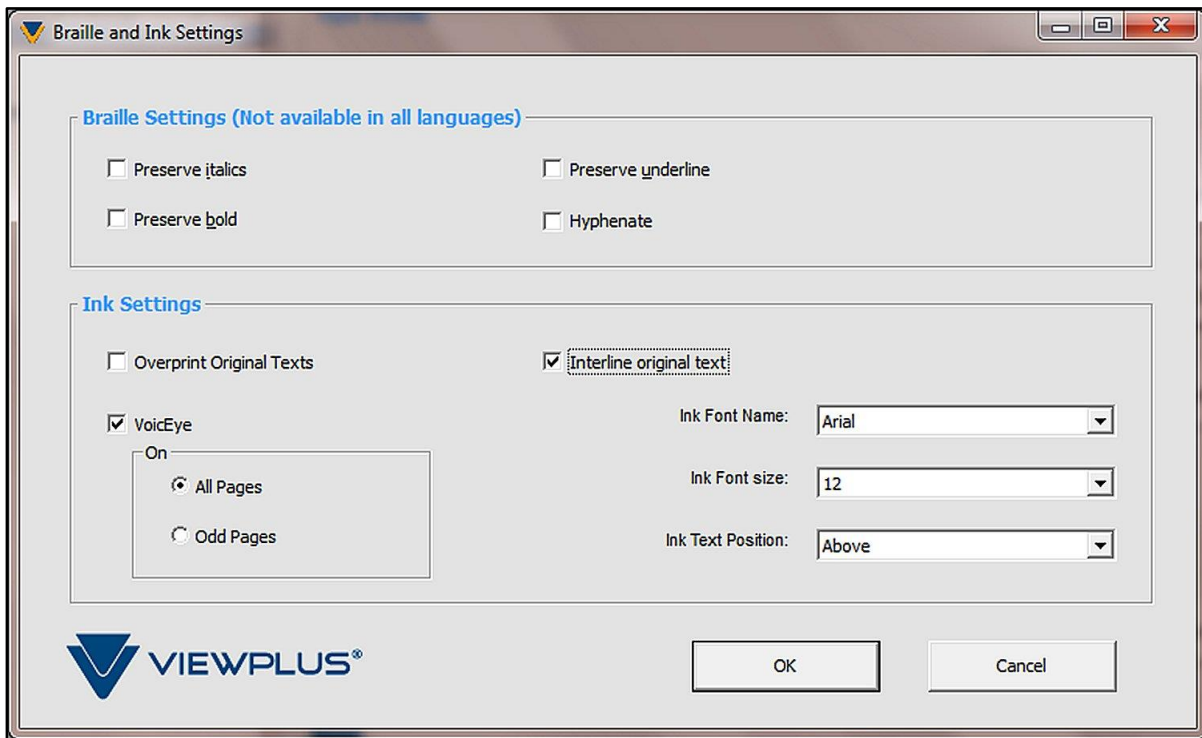 Braille and Ink Settings
Braille Settings (Not available in all languages)
Preserve italics
Preserve underline
Preserve bold
Hyphenate
Ink Settings
Overprint Original Texts
Interline original text
VoicEye
On
All Pages
Odd Pages
Ink Font Name: Arial
Ink Font size: 12
Ink Text Position: Above
VIEWPLUS®
OK
Cancel